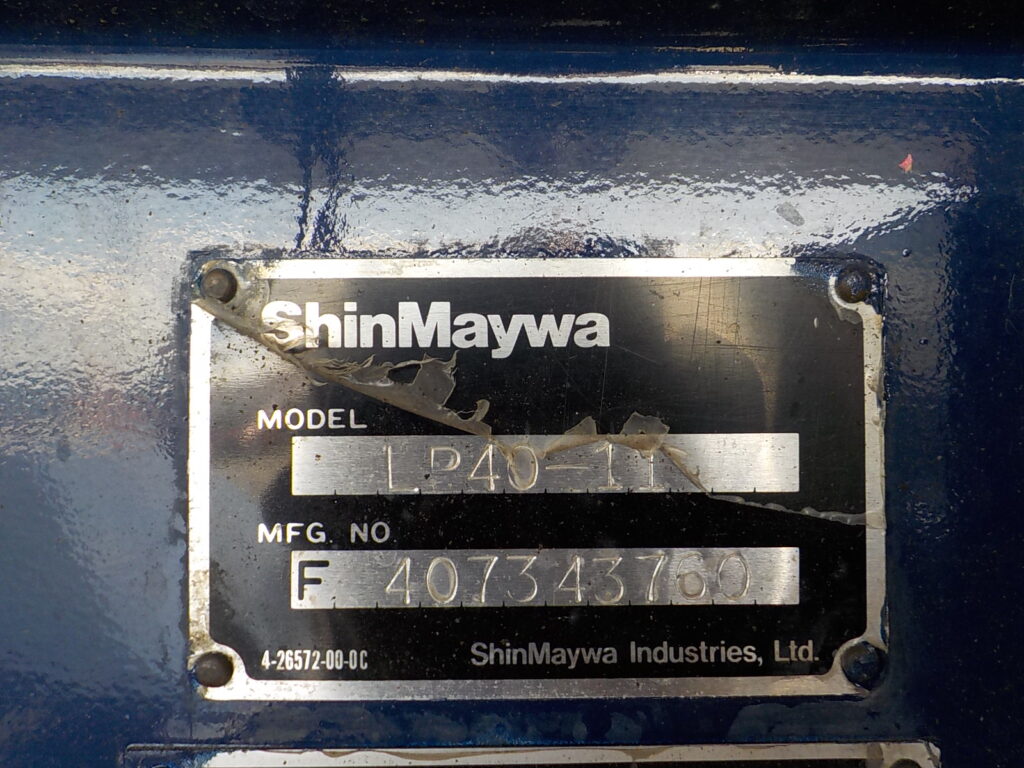 ShinMaywa
MODEL
LP40-11
MFG. NO
F 407343760
4-26572-00-0C
ShinMaywa Industries, Ltd.